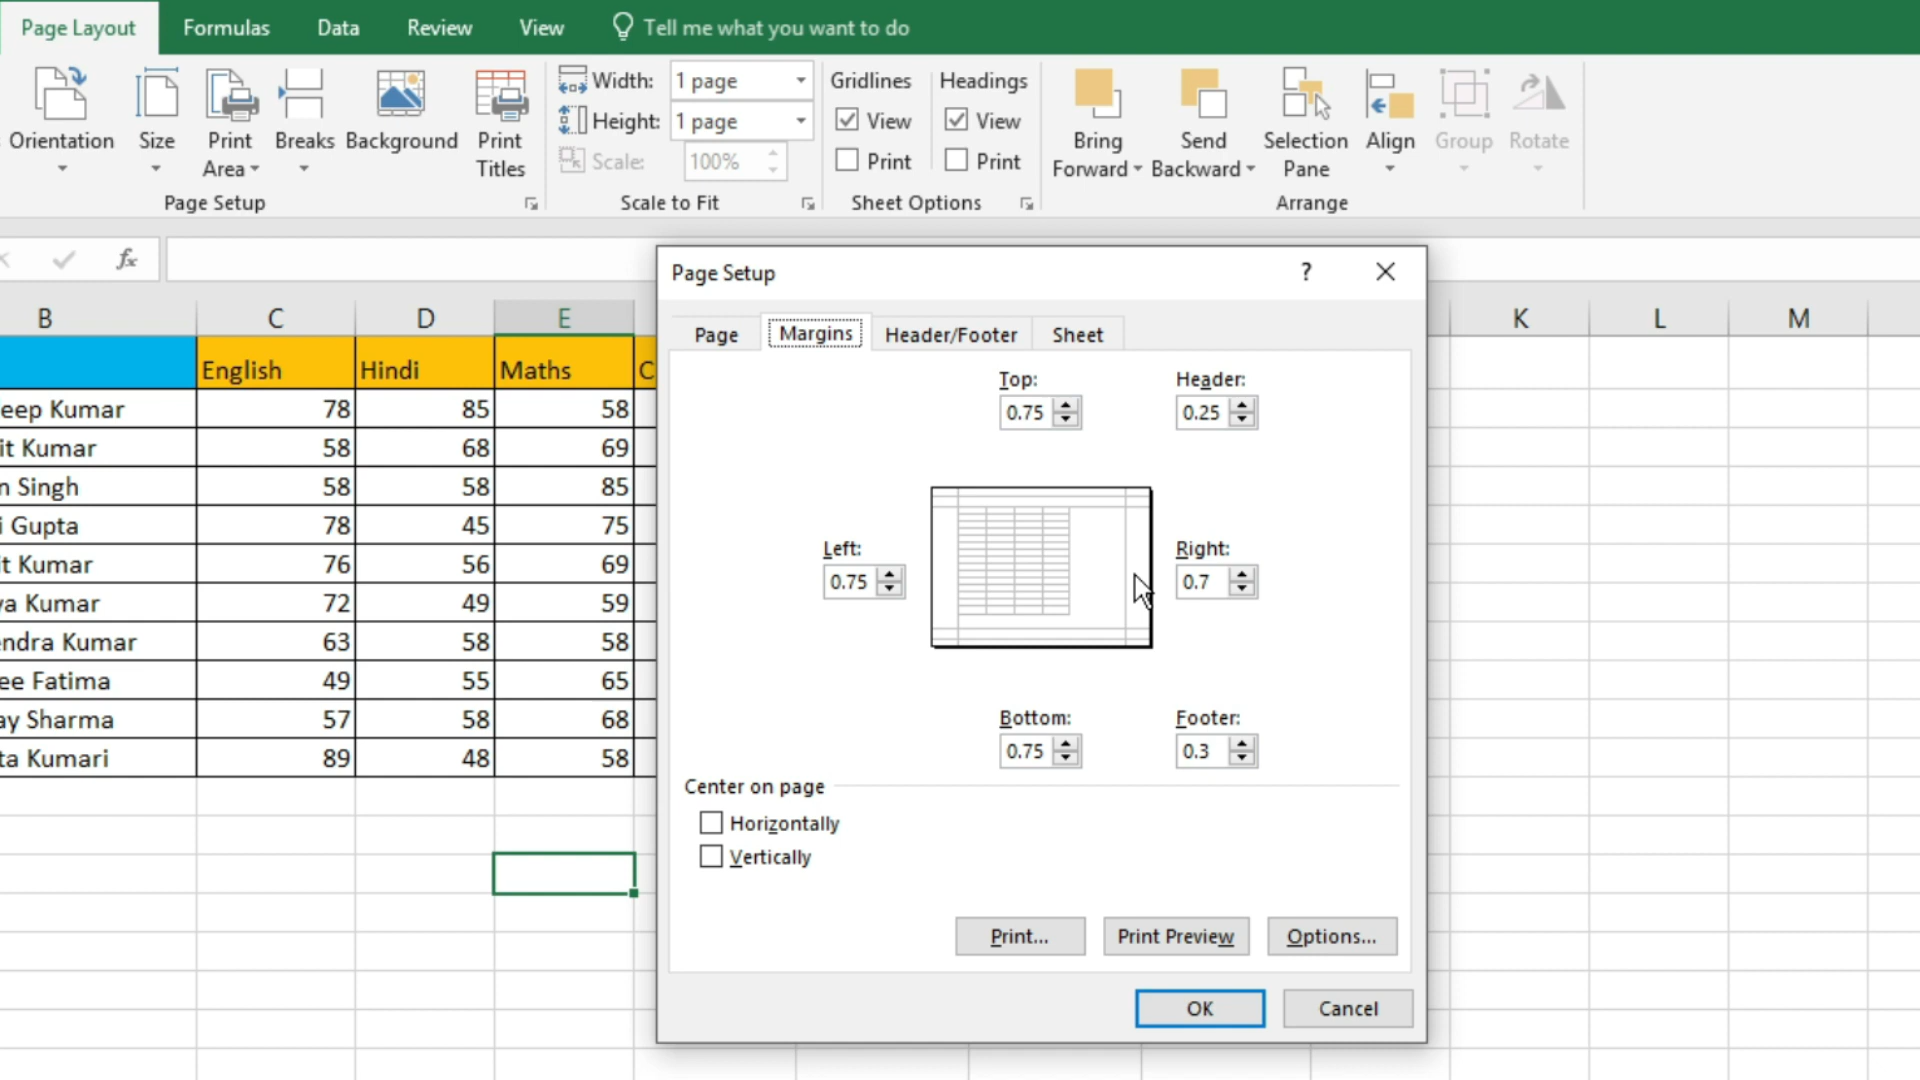 Page Layout Formulas Data Review View Tell me what you want to do
Orientation Size Print Area Breaks Background Print Titles
Width: 1 page
Height: 1 page
Scale: 100%
Gridlines Headings
View View
Print Print
Bring Forward Send Backward Selection Pane Align Group Rotate
Page Setup Scale to Fit Sheet Options Arrange
fx
Page Setup ?
B C D E K L M
Page Margins Header/Footer Sheet
English Hindi Maths C
eep Kumar 78 85 58
it Kumar 58 68 69
n Singh 58 58 85
i Gupta 78 45 75
t Kumar 76 56 69
ya Kumar 72 49 59
endra Kumar 63 58 58
ee Fatima 49 55 65
ay Sharma 57 58 68
ta Kumari 89 48 58
Top: Header:
0.75 0.25
Left: Right:
0.75 0.7
Bottom: Footer:
0.75 0.3
Center on page
Horizontally
Vertically
Print... Print Preview Options...
OK Cancel